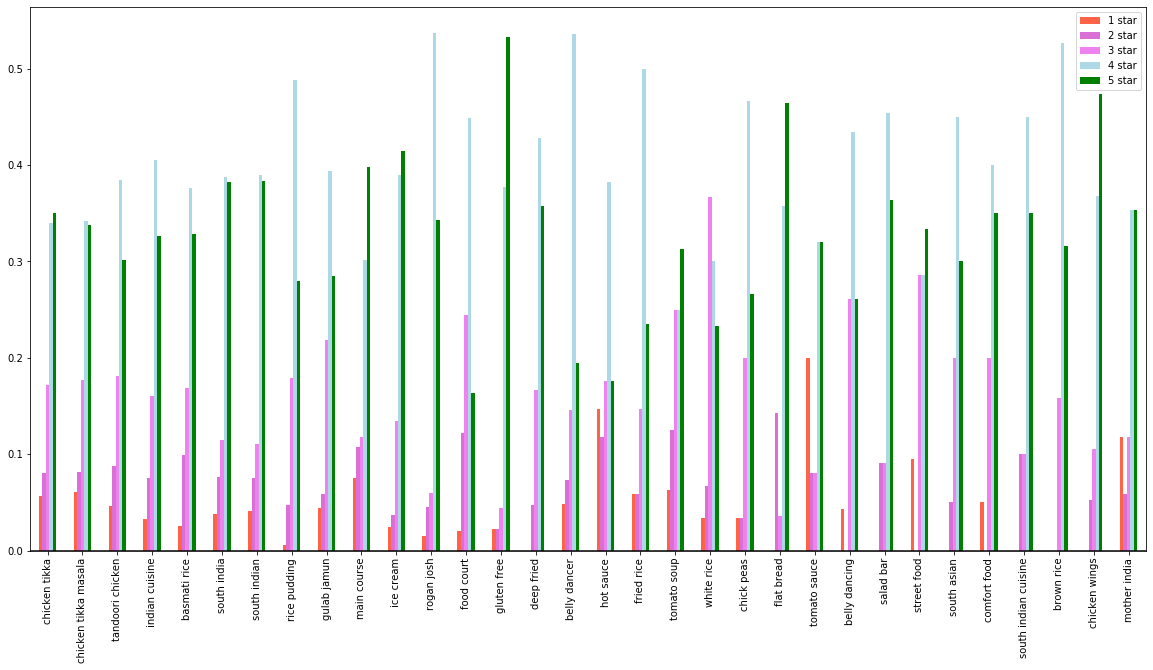 1 star
2 star
3 star
4 star
5 star
0.5
0.4
0.3
0.2
0.1
0.0
chicken tikka
chicken tikka masala
tandoori chicken
indian cuisine
basmati rice
south india
south indian
rice pudding
gulab jamun
main course
ice cream
rogan josh
food court
gluten free
deep fried
belly dancer
hot sauce
fried rice
tomato soup
white rice
chick peas
flat bread
tomato sauce
belly dancing
salad bar
street food
south asian
comfort food
south indian cuisine
brown rice
chicken wings
mother india